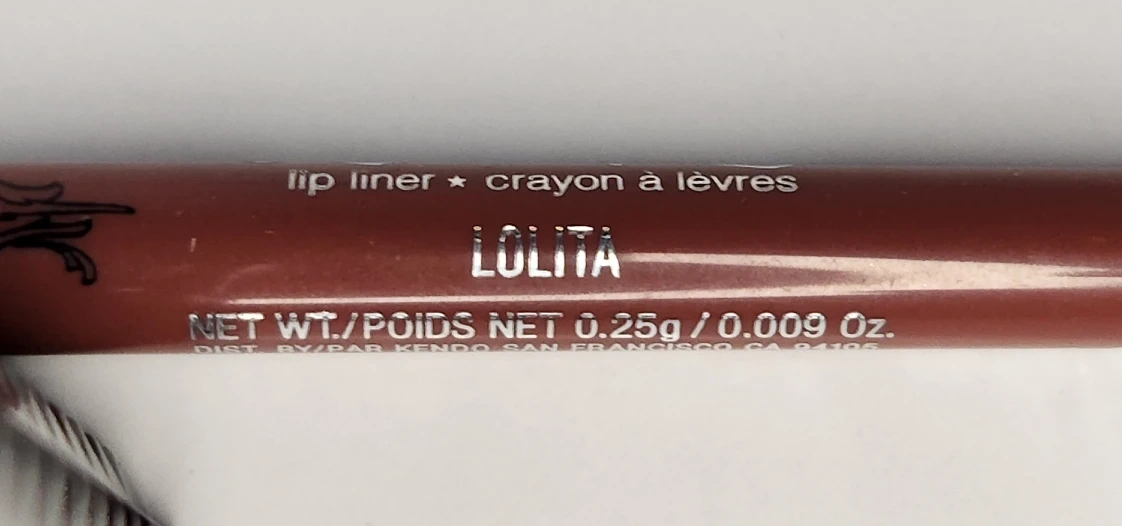 lip liner ★ crayon à lèvres
LOLITA
NET WT./POIDS NET 0.25g / 0.009 Oz.
DIST. BY/PAR KENDO SAN FRANCISCO CA 94105